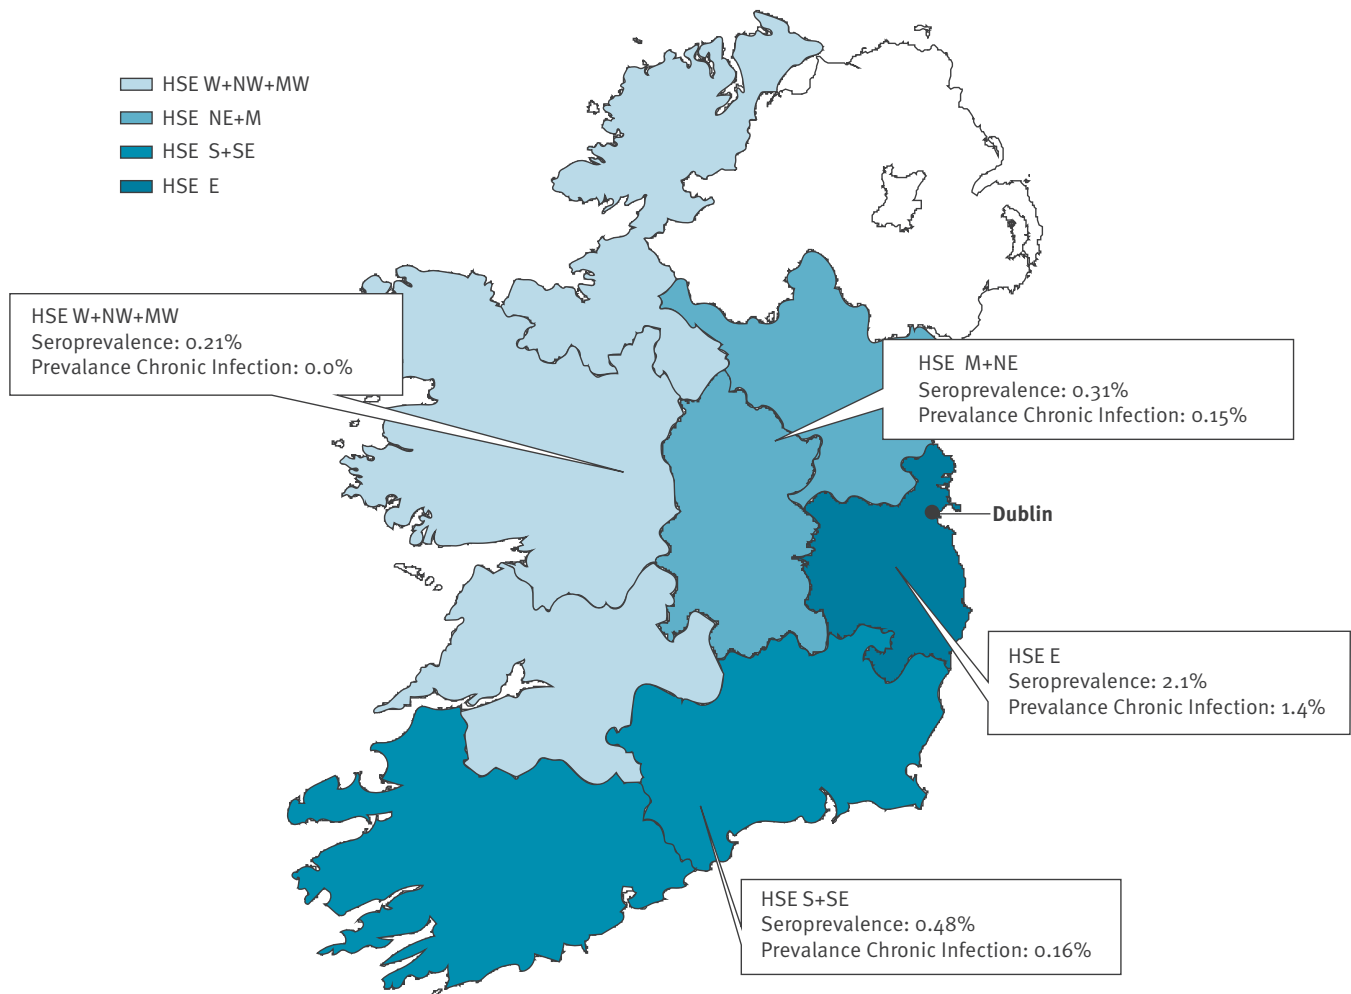 HSE W+NW+MW
HSE NE+M
HSE S+SE
HSE E
HSE W+NW+MW
Seroprevalence: 0.21%
Prevalance Chronic Infection: 0.0%
HSE M+NE
Seroprevalence: 0.31%
Prevalance Chronic Infection: 0.15%
Dublin
HSE E
Seroprevalence: 2.1%
Prevalance Chronic Infection: 1.4%
HSE S+SE
Seroprevalence: 0.48%
Prevalance Chronic Infection: 0.16%